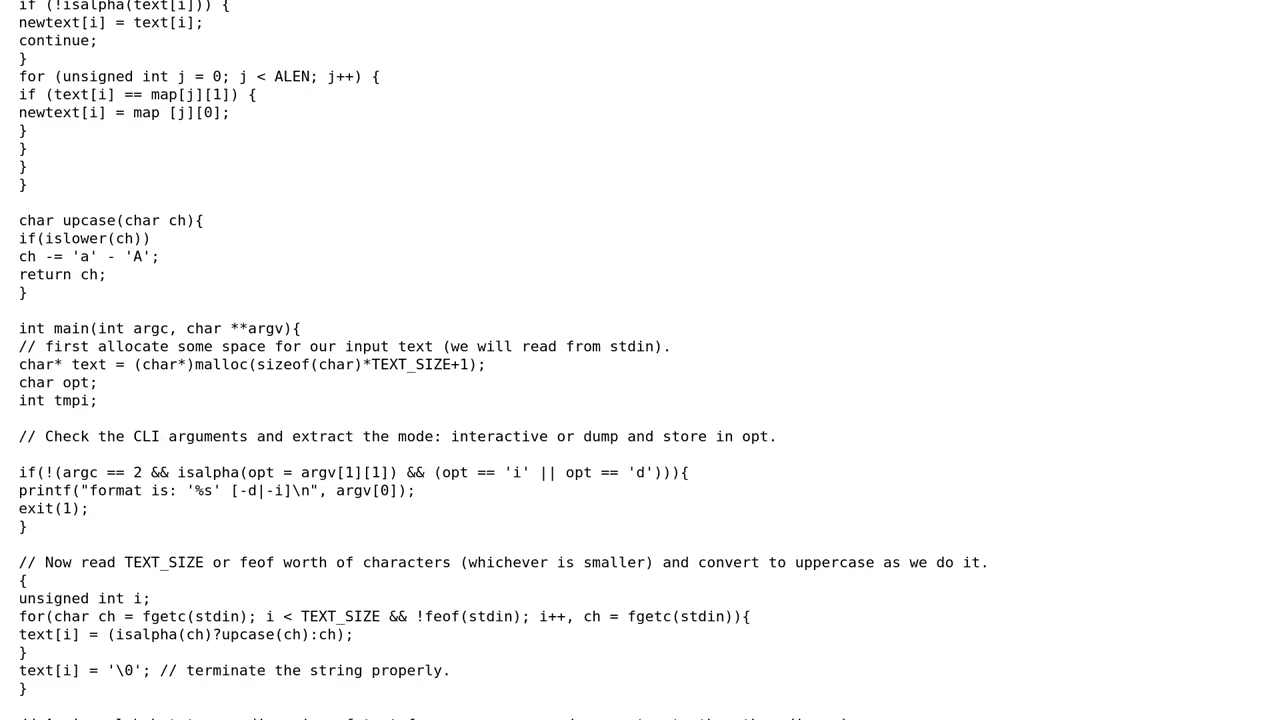 if (!isalpha(text[i])) {
newtext[i] = text[i];
continue;
}
for (unsigned int j = 0; j < ALEN; j++) {
if (text[i] == map[j][1]) {
newtext[i] = map [j][0];
}
}
}
}

char upcase(char ch){
if(islower(ch))
ch -= 'a' - 'A';
return ch;
}

int main(int argc, char **argv){
// first allocate some space for our input text (we will read from stdin).
char* text = (char*)malloc(sizeof(char)*TEXT_SIZE+1);
char opt;
int tmpi;

// Check the CLI arguments and extract the mode: interactive or dump and store in opt.

if(!(argc == 2 && isalpha(opt = argv[1][1]) && (opt == 'i' || opt == 'd'))){
printf("format is: '%s' [-d|-i]\n", argv[0]);
exit(1);
}

// Now read TEXT_SIZE or feof worth of characters (whichever is smaller) and convert to uppercase as we do it.
{
unsigned int i;
for(char ch = fgetc(stdin); i < TEXT_SIZE && !feof(stdin); i++, ch = fgetc(stdin)){
text[i] = (isalpha(ch)?upcase(ch):ch);
}
text[i] = '\0'; // terminate the string properly.
}